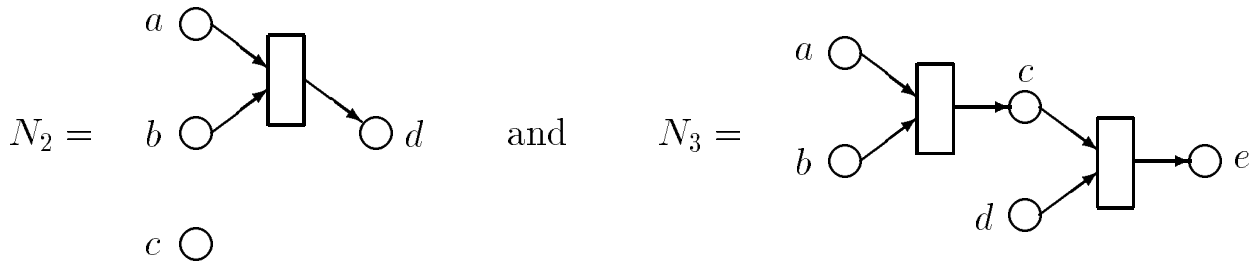 a
a
c
N₂ = b d and N₃ = b e
d
c